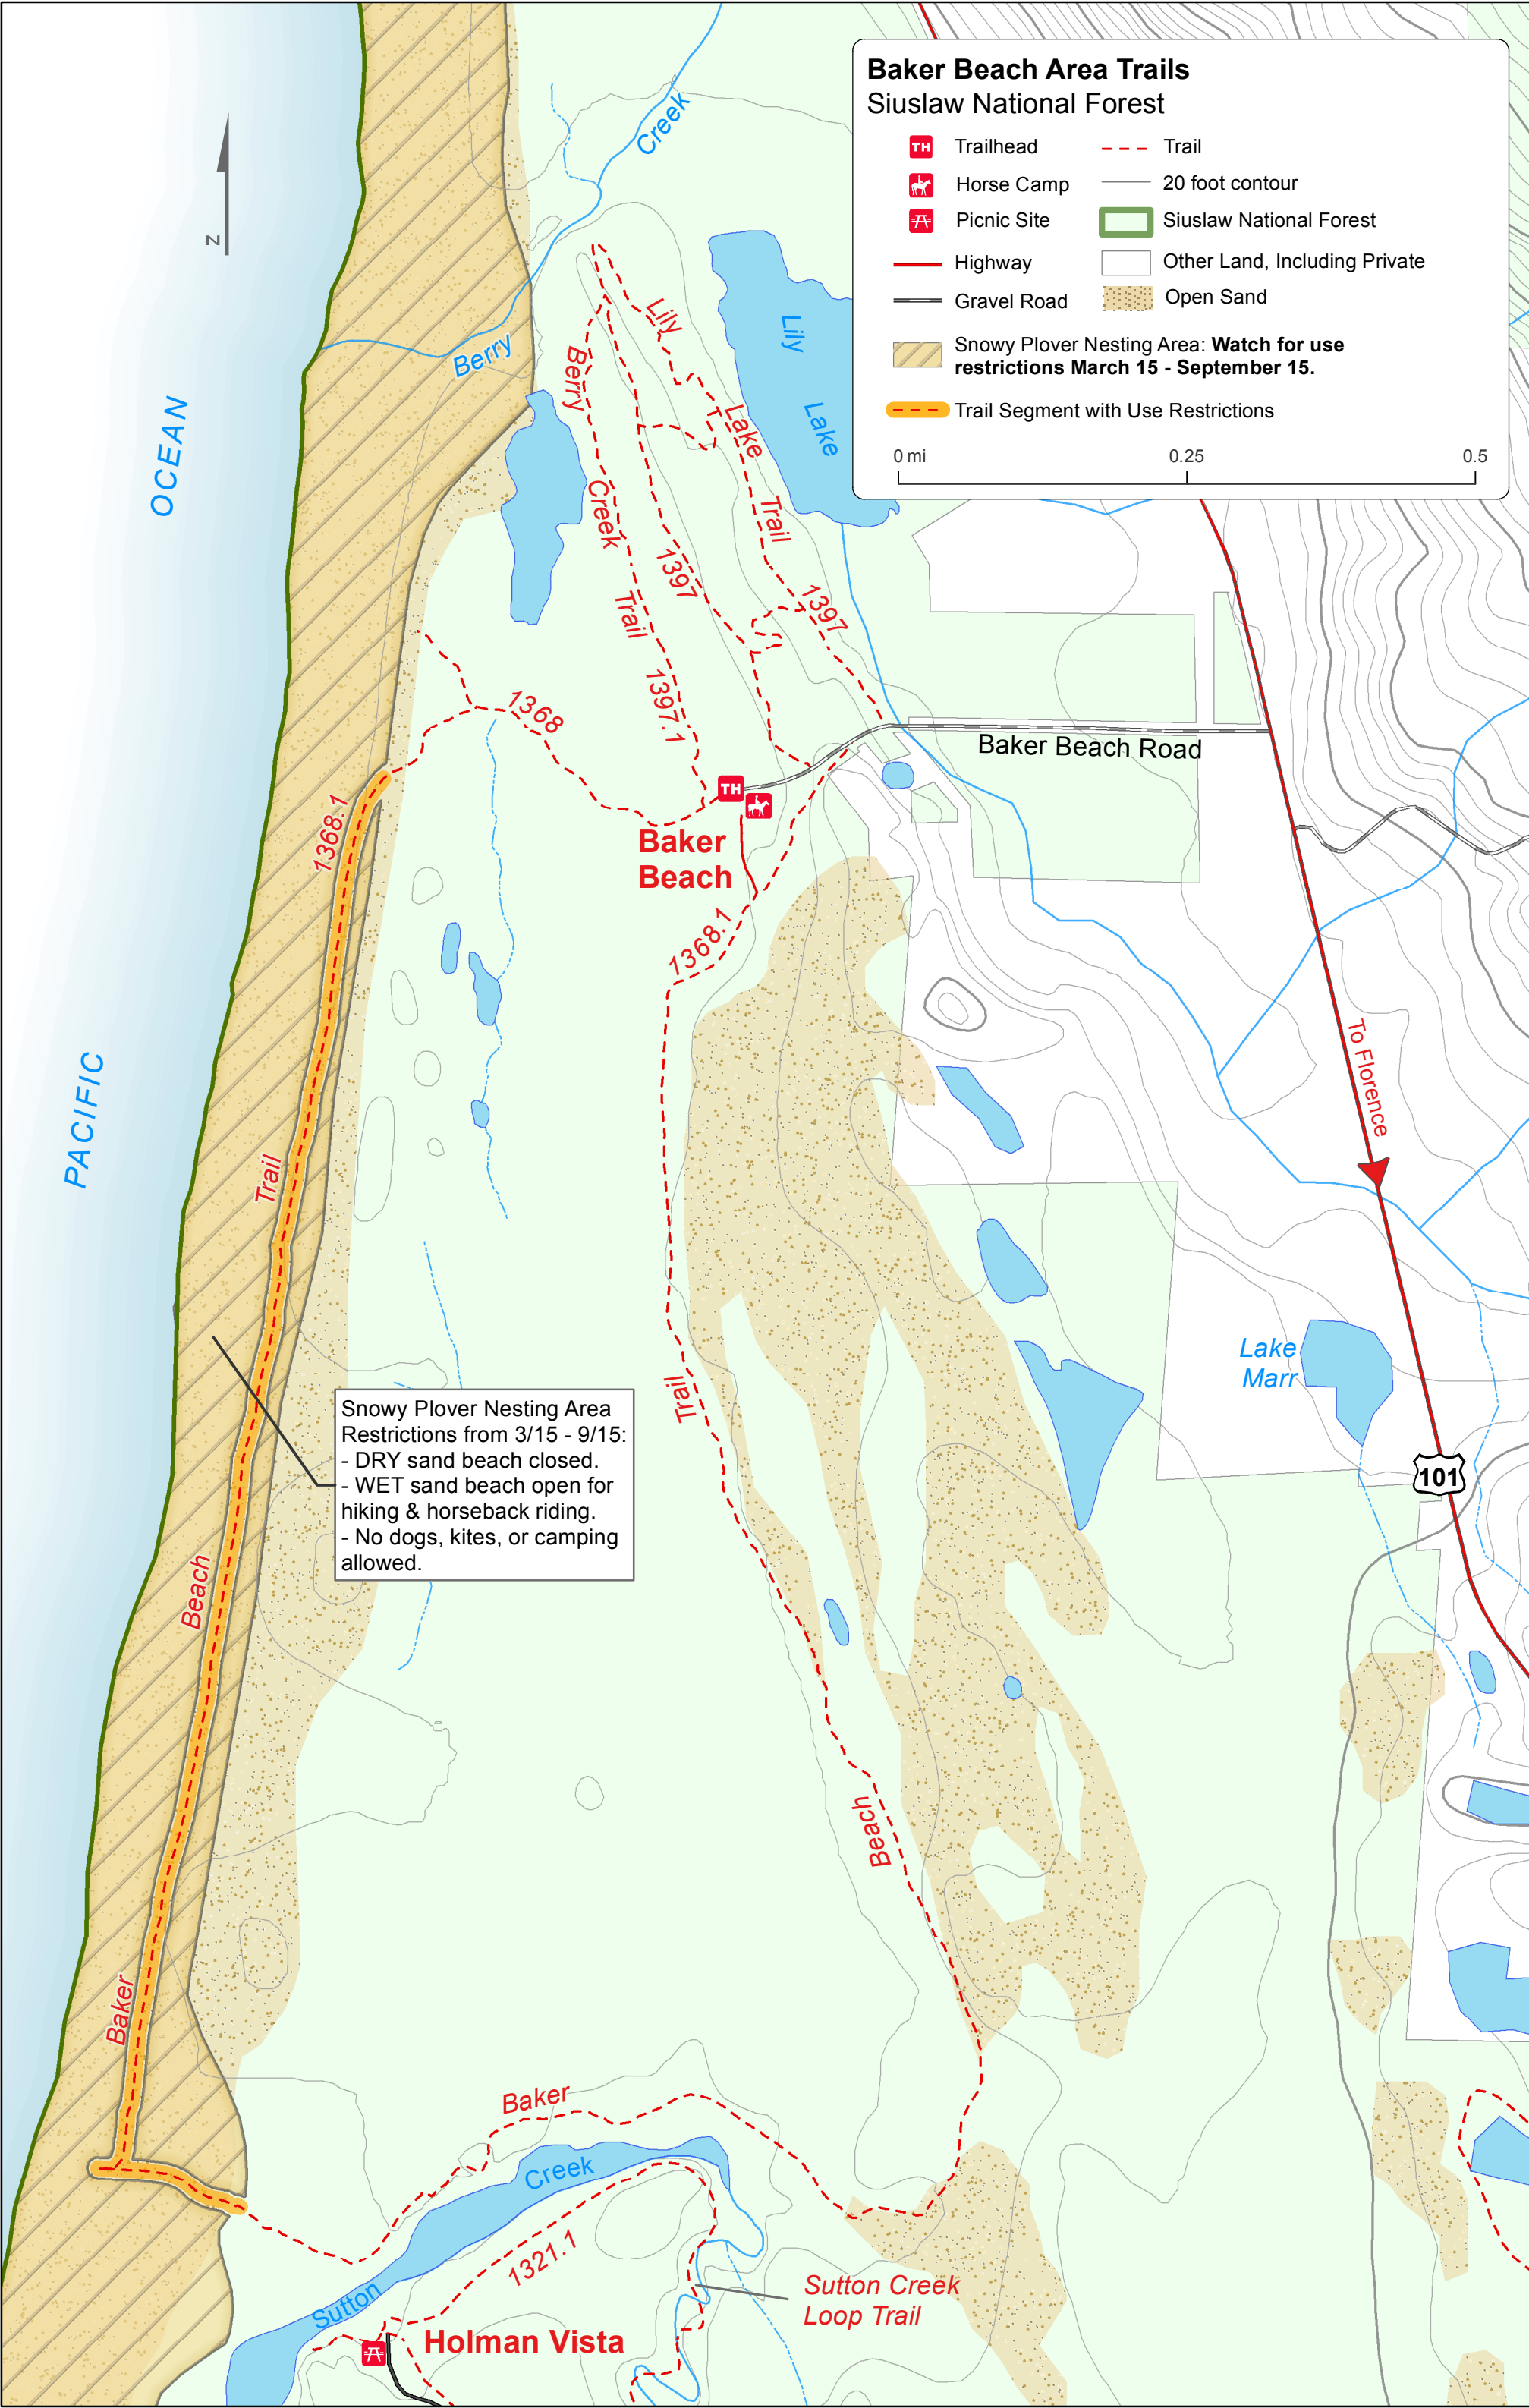 Baker Beach Area Trails
Siuslaw National Forest
TH Trailhead
Trail
Horse Camp
20 foot contour
Picnic Site
Siuslaw National Forest
Highway
Other Land, Including Private
Gravel Road
Open Sand
Snowy Plover Nesting Area: Watch for use
restrictions March 15 - September 15.
Trail Segment with Use Restrictions
0 mi
0.25
0.5
Creek
N
Berry
Lily
Lake
Lily
Lake
Trail
1397
Berry
Creek
Trail
1397.1
1397
OCEAN
PACIFIC
1368
Baker Beach Road
TH
Baker
Beach
1368.1
1368.1
To Florence
Trail
Trail
Lake
Marr
101
Snowy Plover Nesting Area
Restrictions from 3/15 - 9/15:
- DRY sand beach closed.
- WET sand beach open for
hiking & horseback riding.
- No dogs, kites, or camping
allowed.
Beach
Beach
Baker
Baker
Creek
Sutton
1321.1
Sutton Creek
Loop Trail
Holman Vista